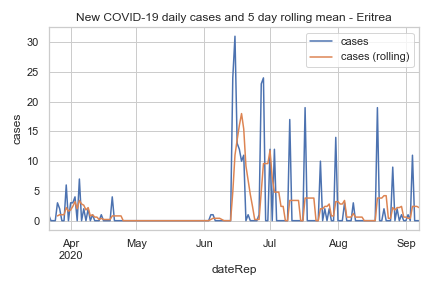 New COVID-19 daily cases and 5 day rolling mean - Eritrea
cases
cases (rolling)
30
25
20
15
10
5
0
cases
Apr
2020
May
Jun
Jul
Aug
Sep
dateRep